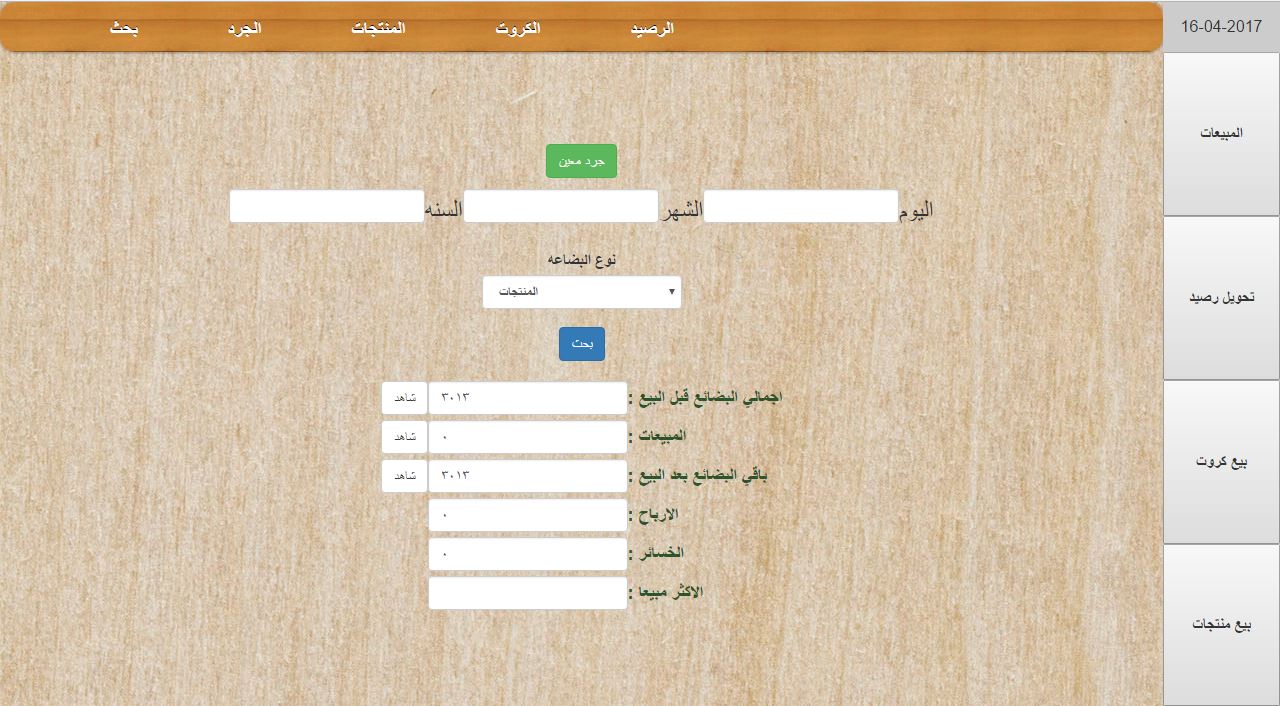 16-04-2017
الرصيد الكروت المنتجات الجرد بحث
المبيعات
تحويل رصيد
بيع كروت
بيع منتجات
جرد معين
اليوم الشهر السنه
نوع البضاعه
المنتجات
بحث
اجمالي البضائع قبل البيع : ٣٠١٣ شاهد
المبيعات : ٠ شاهد
باقي البضائع بعد البيع : ٣٠١٣ شاهد
الارباح : ٠
الخسائر : ٠
الاكثر مبيعا :